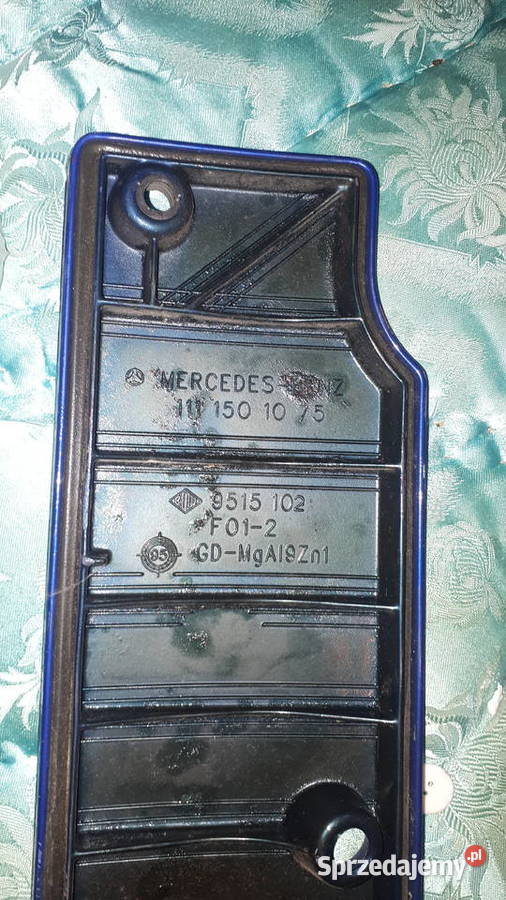 MERCEDES BENZ
111 150 10 75
9515 102
F01-2
95
GD-MgAl9Zn1
Sprzedajemy.pl